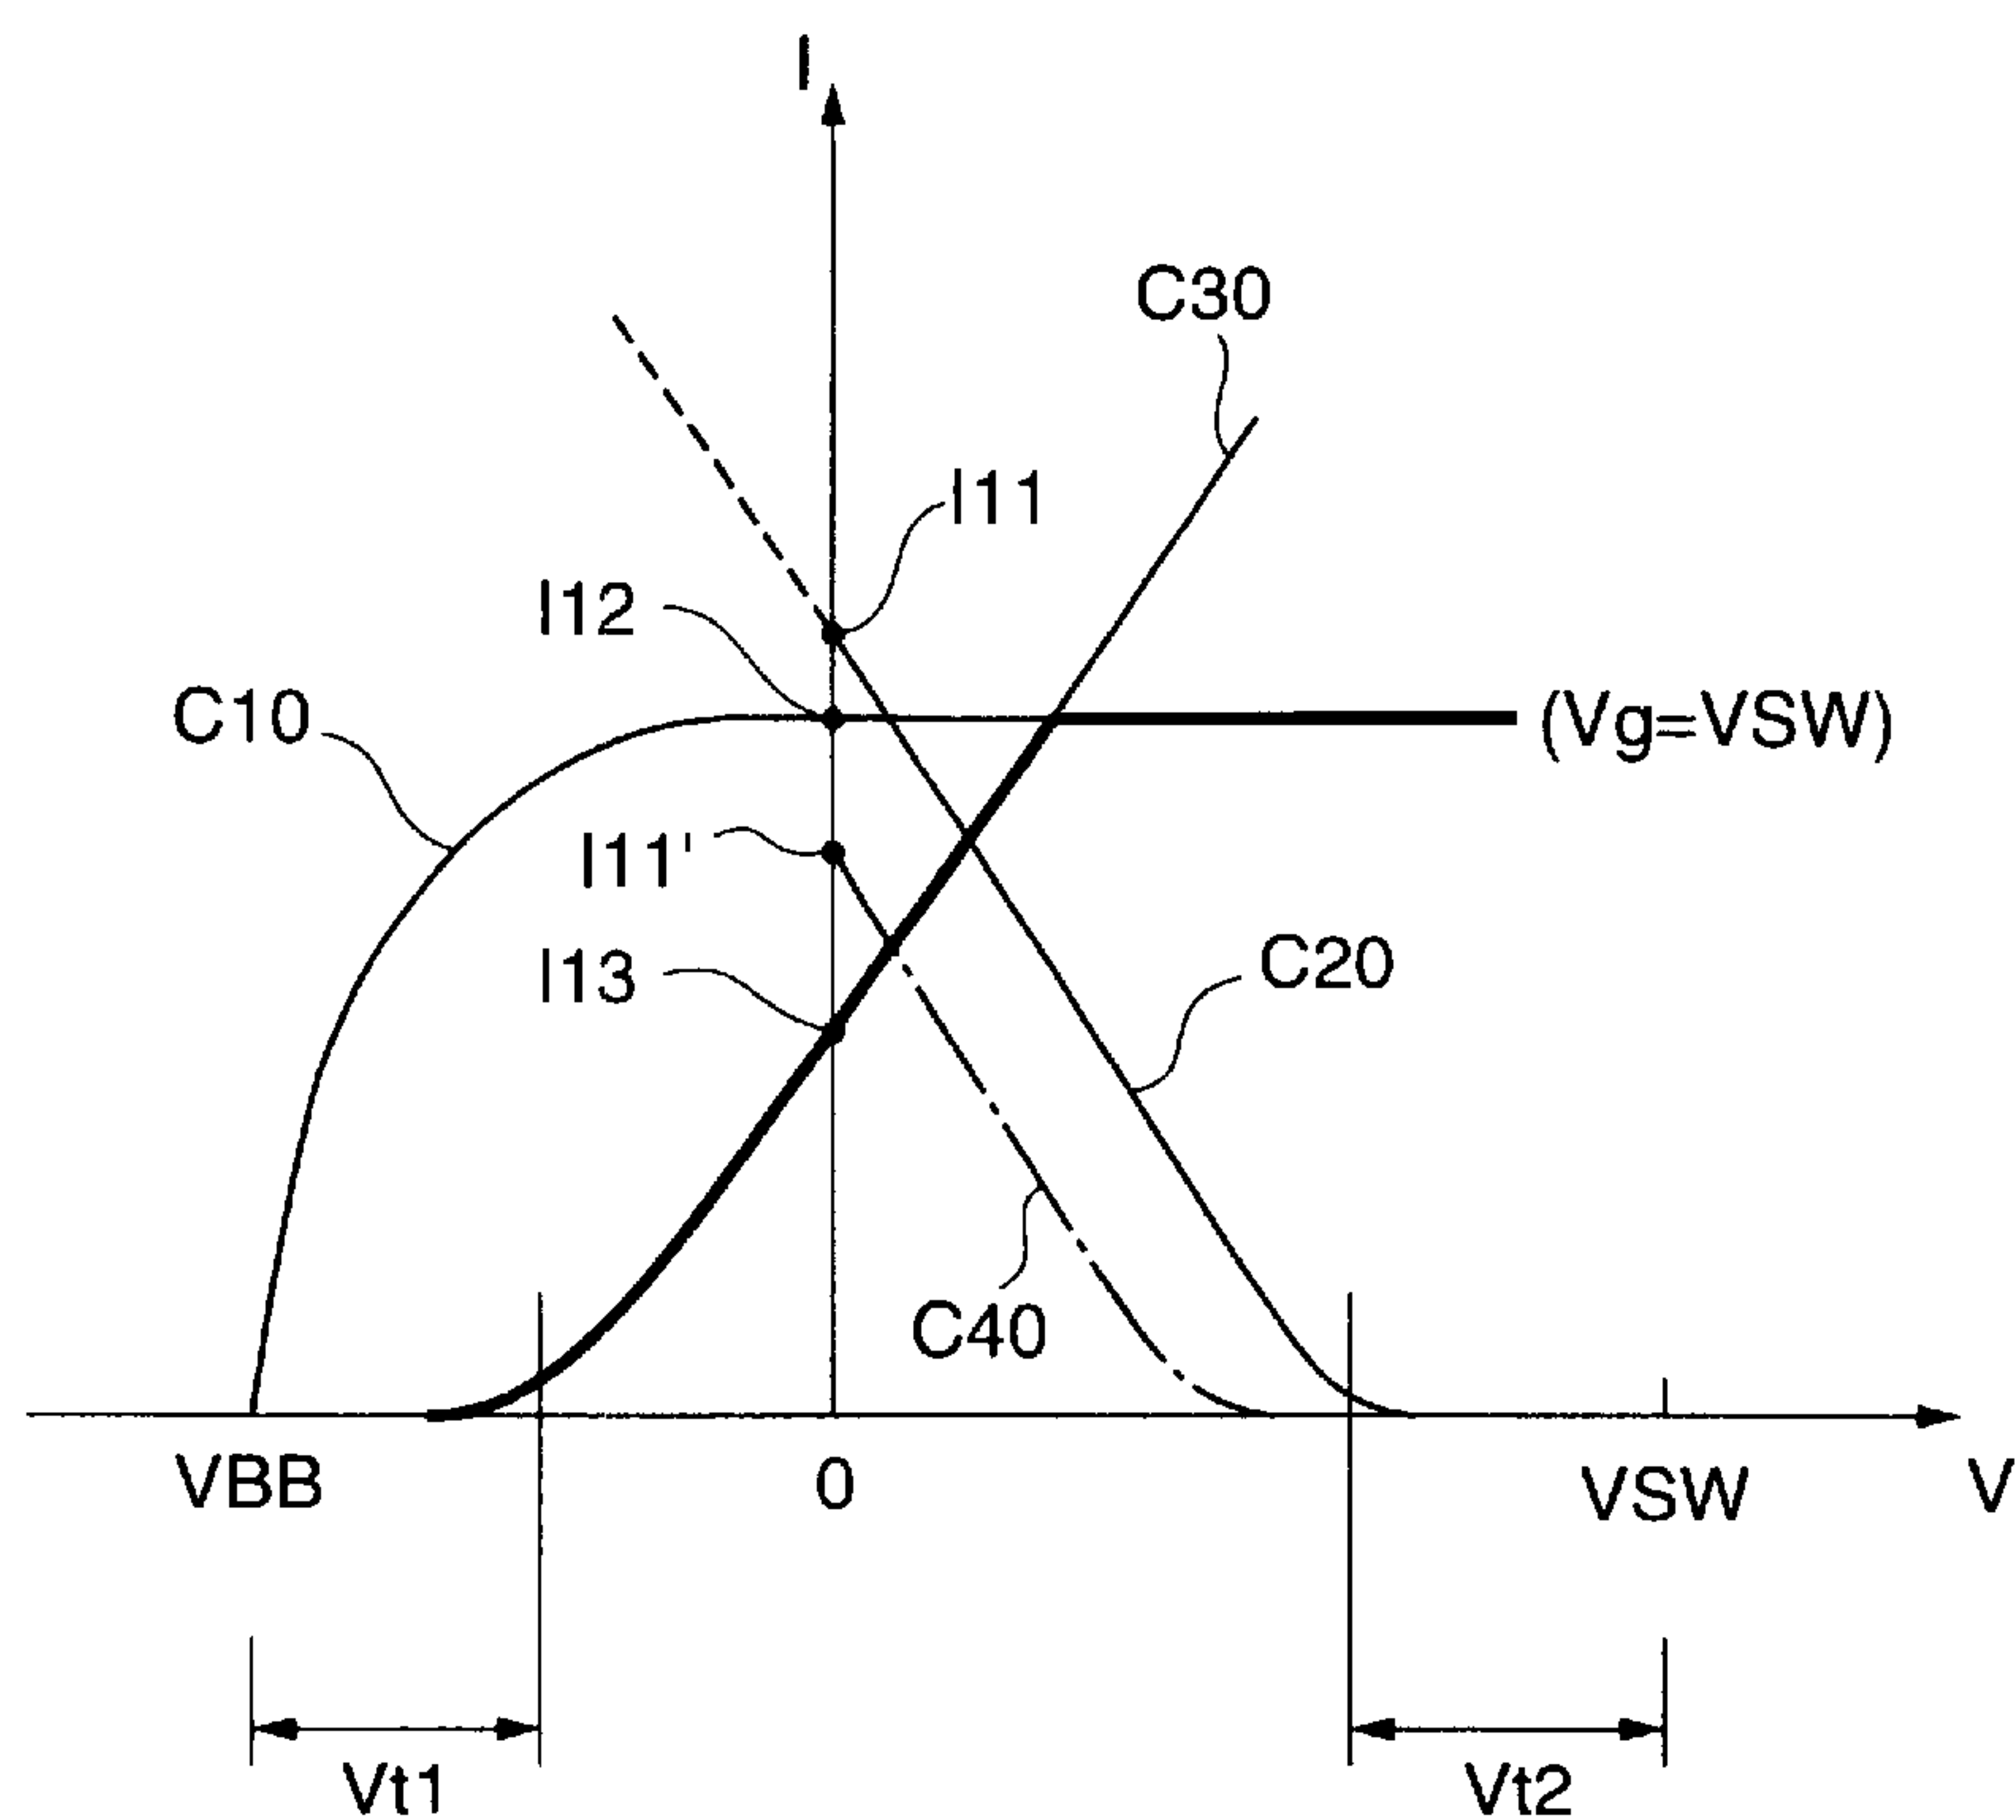 I
C30
I11
I12
C10
(Vg=VSW)
I11'
I13
C20
C40
VBB
0
VSW
V
Vt1
Vt2